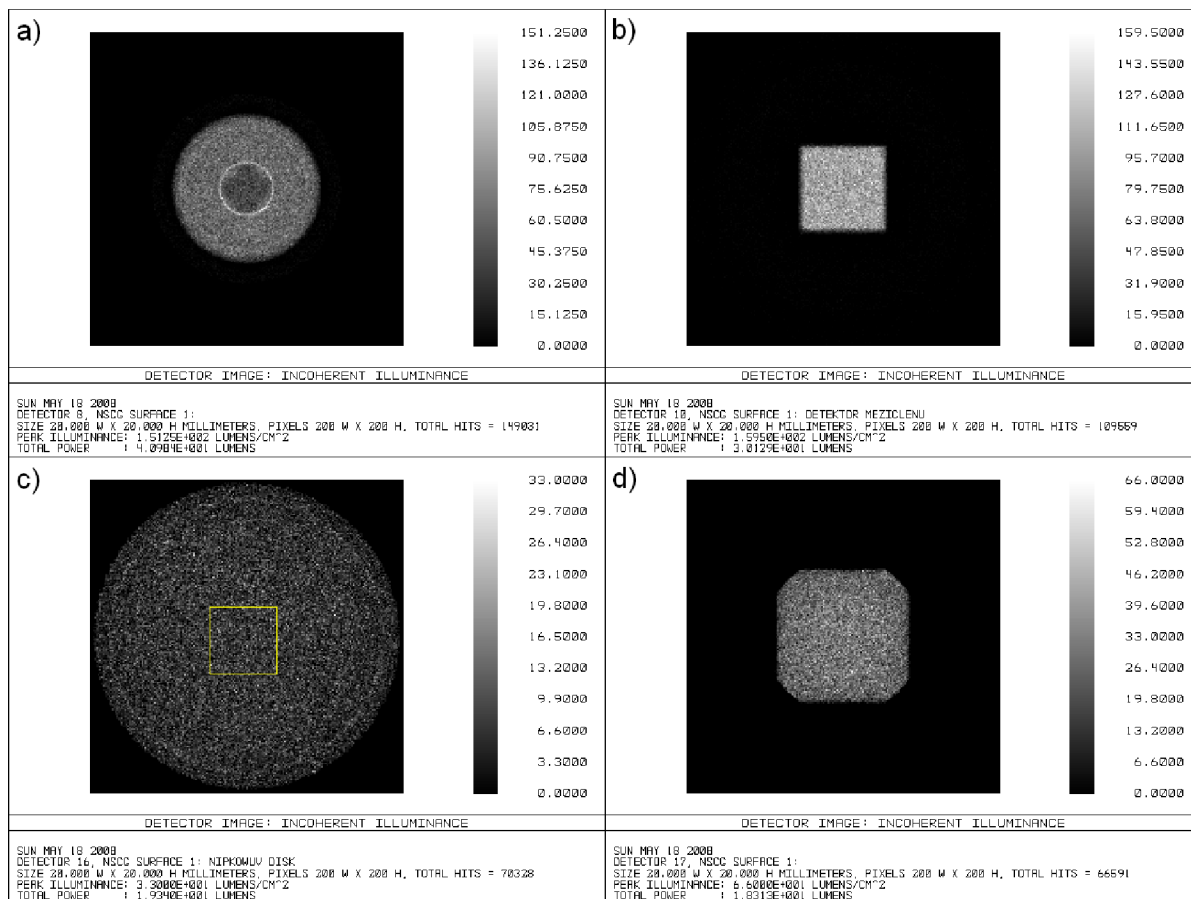 a)
151.2500
136.1250
121.0000
105.8750
90.7500
75.6250
60.5000
45.3750
30.2500
15.1250
0.0000
DETECTOR IMAGE: INCOHERENT ILLUMINANCE
SUN MAY 18 2008
DETECTOR 8, NSCG SURFACE 1:
SIZE 20.000 W X 20.000 H MILLIMETERS, PIXELS 200 W X 200 H, TOTAL HITS = 149031
PEAK ILLUMINANCE: 1.5125E+002 LUMENS/CM^2
TOTAL POWER : 4.0984E+001 LUMENS
b)
159.5000
143.5500
127.6000
111.6500
95.7000
79.7500
63.8000
47.8500
31.9000
15.9500
0.0000
DETECTOR IMAGE: INCOHERENT ILLUMINANCE
SUN MAY 18 2008
DETECTOR 10, NSCG SURFACE 1: DETEKTOR MEZICLENU
SIZE 20.000 W X 20.000 H MILLIMETERS, PIXELS 200 W X 200 H, TOTAL HITS = 109559
PEAK ILLUMINANCE: 1.5950E+002 LUMENS/CM^2
TOTAL POWER : 3.0129E+001 LUMENS
c)
33.0000
29.7000
26.4000
23.1000
19.8000
16.5000
13.2000
9.9000
6.6000
3.3000
0.0000
DETECTOR IMAGE: INCOHERENT ILLUMINANCE
SUN MAY 18 2008
DETECTOR 16, NSCG SURFACE 1: NIPKOWUV DISK
SIZE 20.000 W X 20.000 H MILLIMETERS, PIXELS 200 W X 200 H, TOTAL HITS = 70328
PEAK ILLUMINANCE: 3.3000E+001 LUMENS/CM^2
TOTAL POWER : 1.9340E+001 LUMENS
d)
66.0000
59.4000
52.8000
46.2000
39.6000
33.0000
26.4000
19.8000
13.2000
6.6000
0.0000
DETECTOR IMAGE: INCOHERENT ILLUMINANCE
SUN MAY 18 2008
DETECTOR 17, NSCG SURFACE 1:
SIZE 20.000 W X 20.000 H MILLIMETERS, PIXELS 200 W X 200 H, TOTAL HITS = 66591
PEAK ILLUMINANCE: 6.6000E+001 LUMENS/CM^2
TOTAL POWER : 1.8313E+001 LUMENS